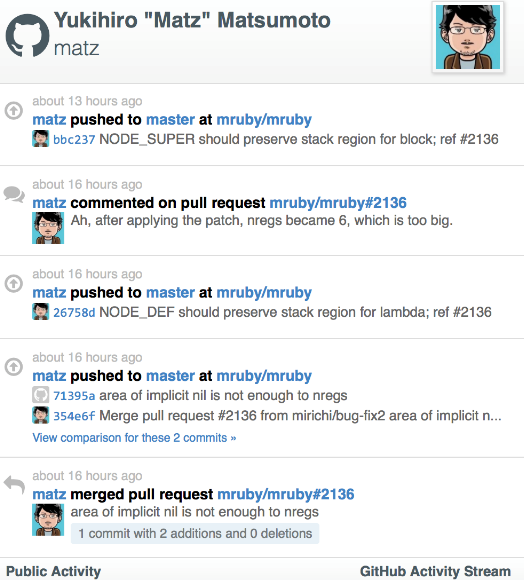 Yukihiro "Matz" Matsumoto
matz
about 13 hours ago
matz pushed to master at mruby/mruby
bbc237 NODE_SUPER should preserve stack region for block; ref #2136
about 16 hours ago
matz commented on pull request mruby/mruby#2136
Ah, after applying the patch, nregs became 6, which is too big.
about 16 hours ago
matz pushed to master at mruby/mruby
26758d NODE_DEF should preserve stack region for lambda; ref #2136
about 16 hours ago
matz pushed to master at mruby/mruby
71395a area of implicit nil is not enough to nregs
354e6f Merge pull request #2136 from mirichi/bug-fix2 area of implicit n...
View comparison for these 2 commits »
about 16 hours ago
matz merged pull request mruby/mruby#2136
area of implicit nil is not enough to nregs
1 commit with 2 additions and 0 deletions
Public Activity GitHub Activity Stream